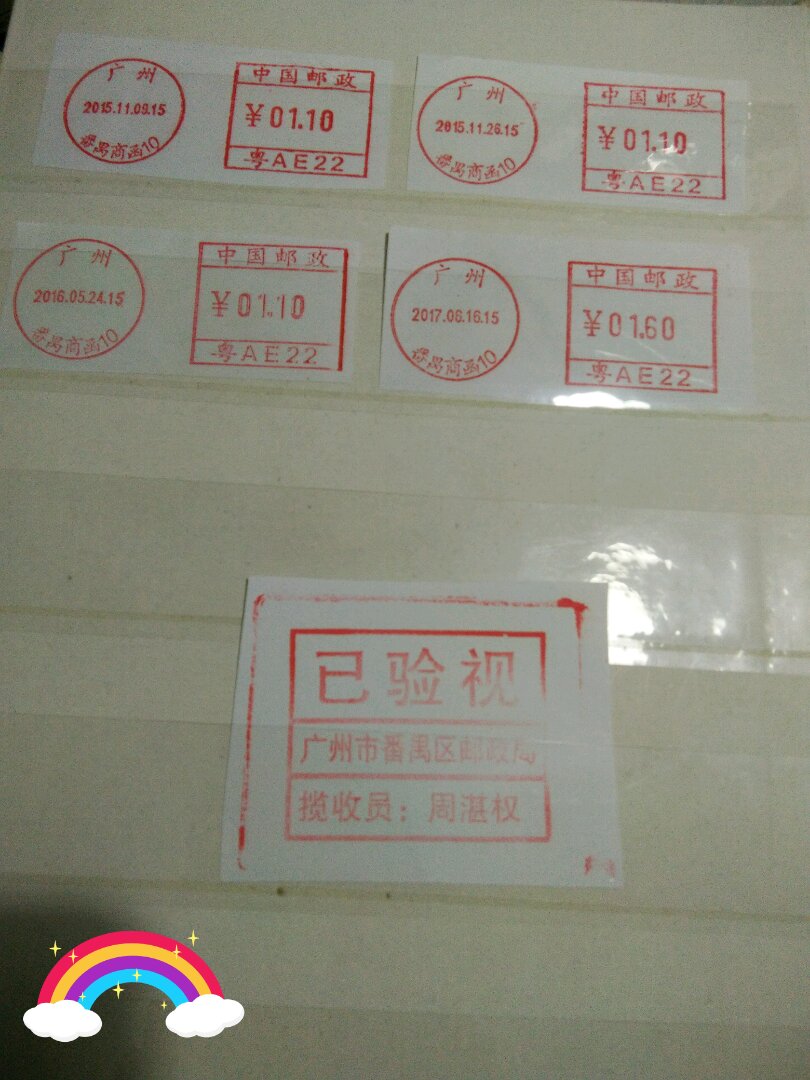 广州
2015.11.09.15
番禺商函10
中国邮政
¥01.10
粤AE22
广州
2015.11.26.15
番禺商函10
中国邮政
¥01.10
粤AE22
广州
2016.05.24.15
番禺商函10
中国邮政
¥01.10
粤AE22
广州
2017.06.16.15
番禺商函10
中国邮政
¥01.60
粤AE22
已验视
广州市番禺区邮政局
揽收员：周湛权